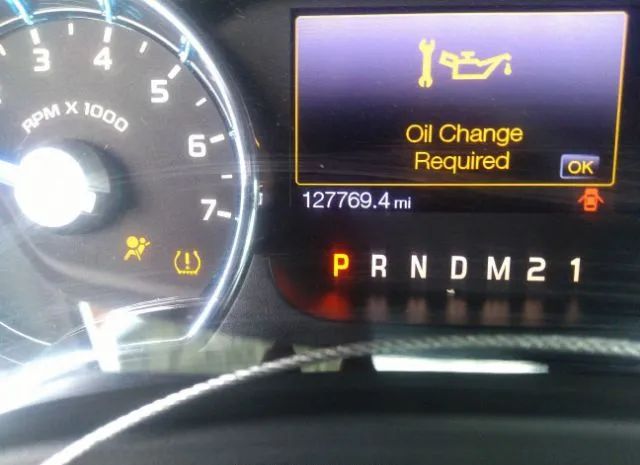 3 4 5 6 7
RPM X 1000
Oil Change
Required
OK
127769.4 mi
P R N D M 2 1